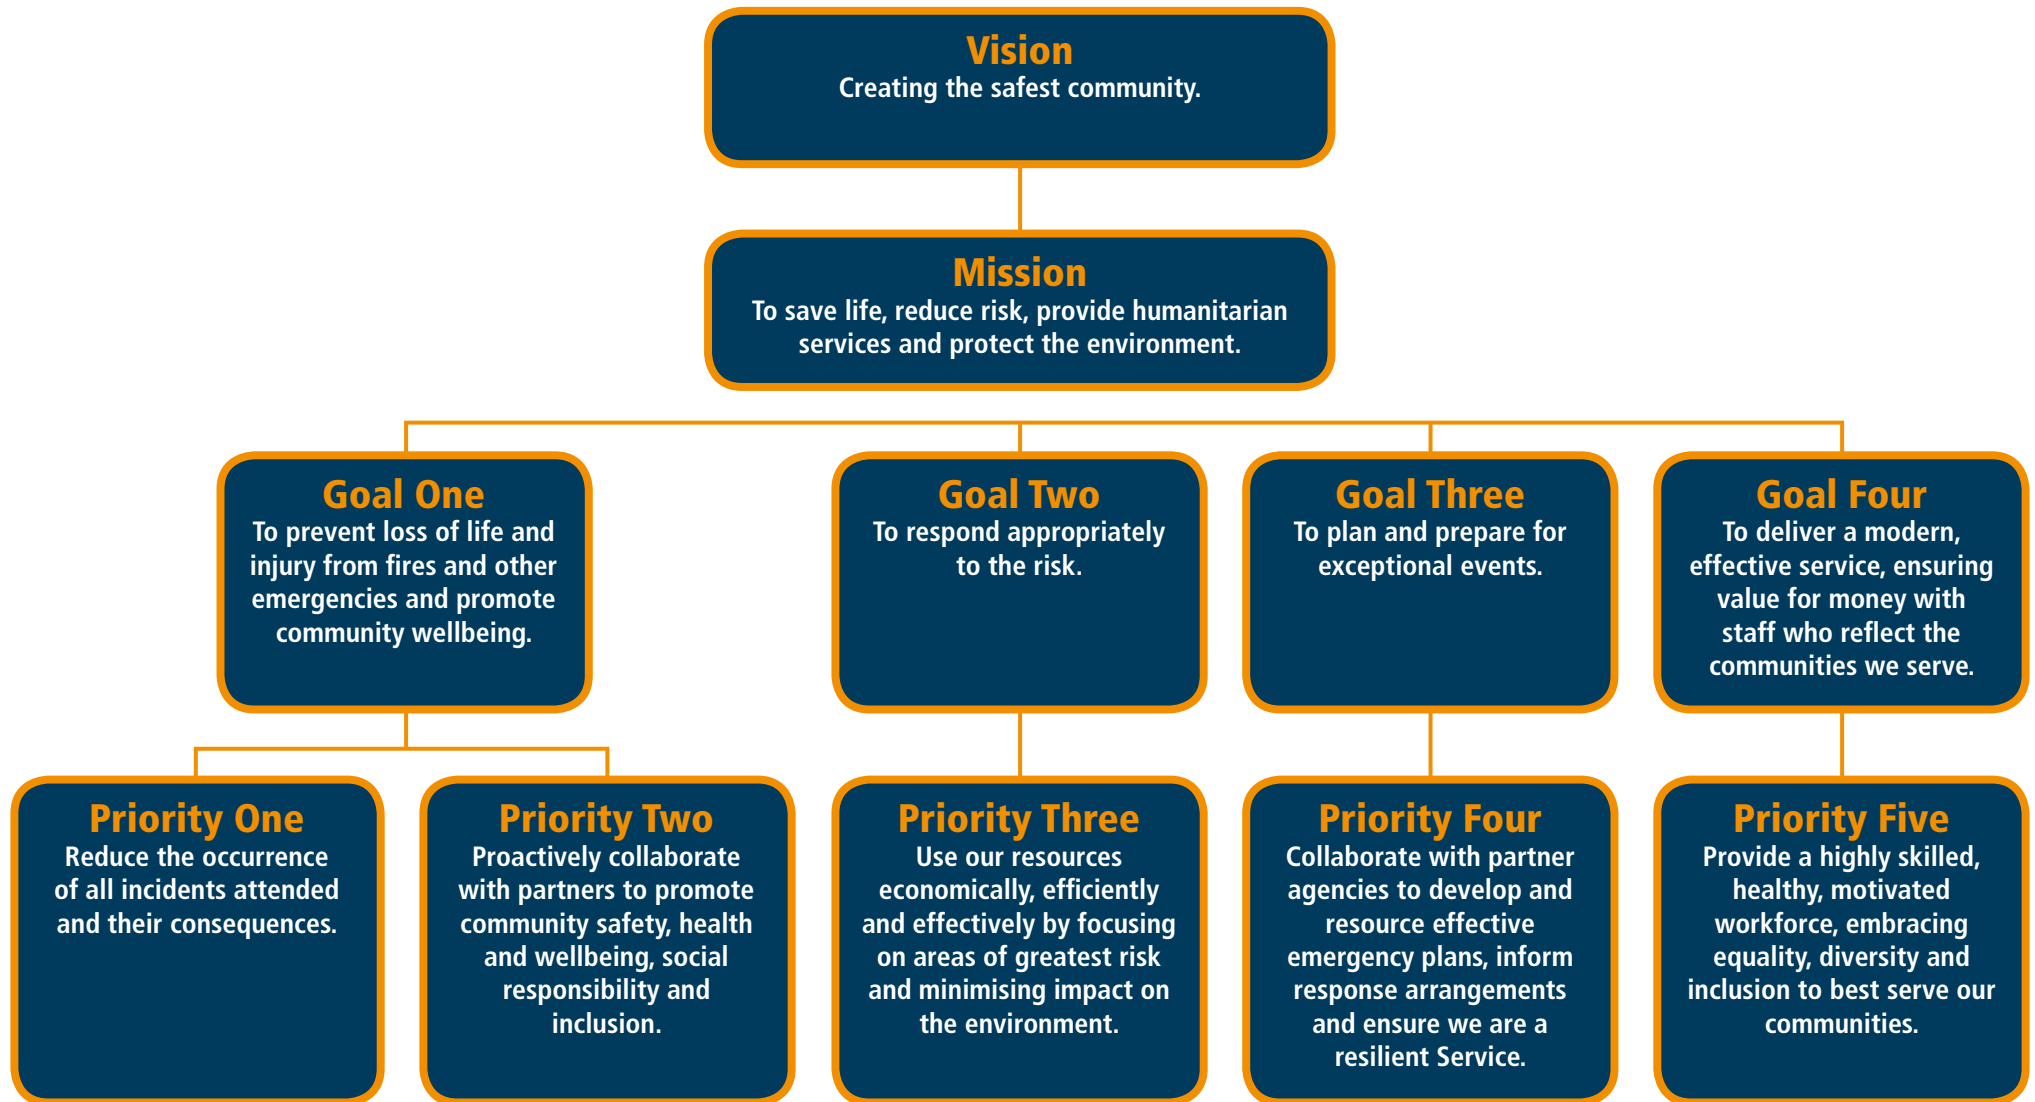 Vision
Creating the safest community.
Mission
To save life, reduce risk, provide humanitarian
services and protect the environment.
Goal One
To prevent loss of life and
injury from fires and other
emergencies and promote
community wellbeing.
Goal Two
To respond appropriately
to the risk.
Goal Three
To plan and prepare for
exceptional events.
Goal Four
To deliver a modern,
effective service, ensuring
value for money with
staff who reflect the
communities we serve.
Priority One
Reduce the occurrence
of all incidents attended
and their consequences.
Priority Two
Proactively collaborate
with partners to promote
community safety, health
and wellbeing, social
responsibility and
inclusion.
Priority Three
Use our resources
economically, efficiently
and effectively by focusing
on areas of greatest risk
and minimising impact on
the environment.
Priority Four
Collaborate with partner
agencies to develop and
resource effective
emergency plans, inform
response arrangements
and ensure we are a
resilient Service.
Priority Five
Provide a highly skilled,
healthy, motivated
workforce, embracing
equality, diversity and
inclusion to best serve our
communities.